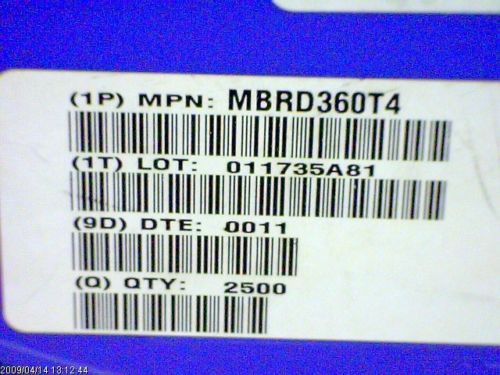 (1P) MPN: MBRD360T4
(1T) LOT: 011735A81
(9D) DTE: 0011
(Q) QTY: 2500
2009/04/14 13:12:44